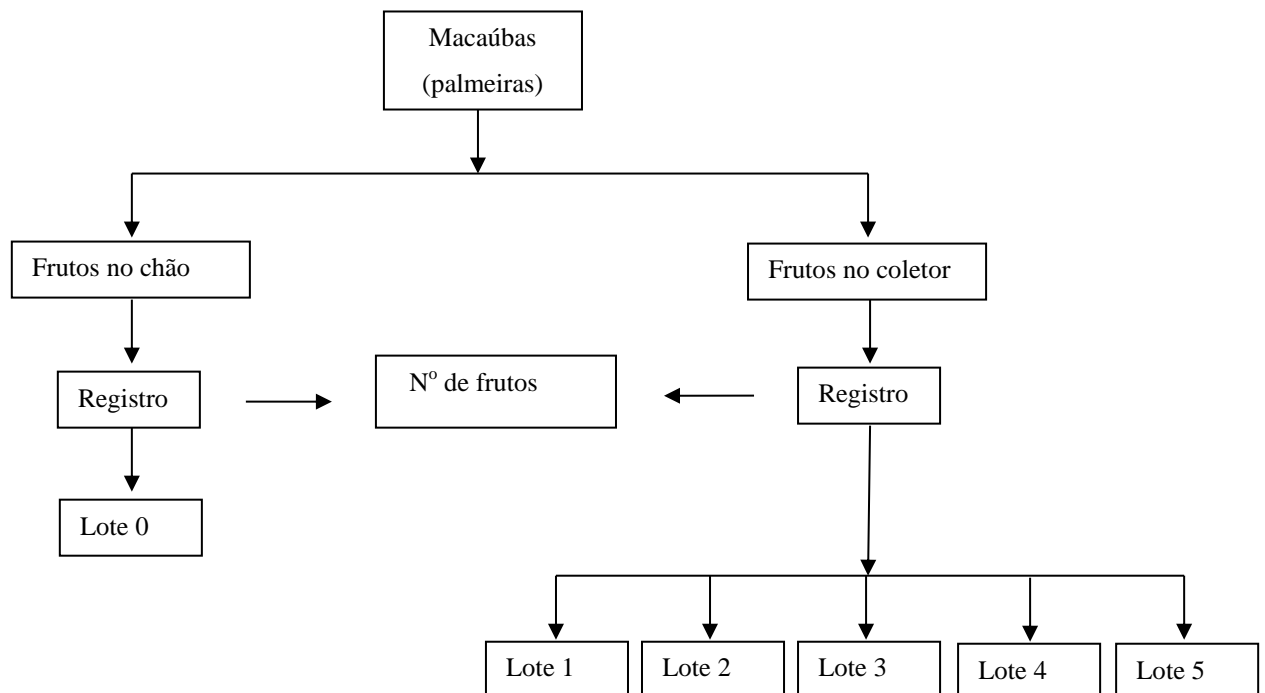 Macaúbas
(palmeiras)
Frutos no chão
Frutos no coletor
Registro
Nº de frutos
Registro
Lote 0
Lote 1
Lote 2
Lote 3
Lote 4
Lote 5